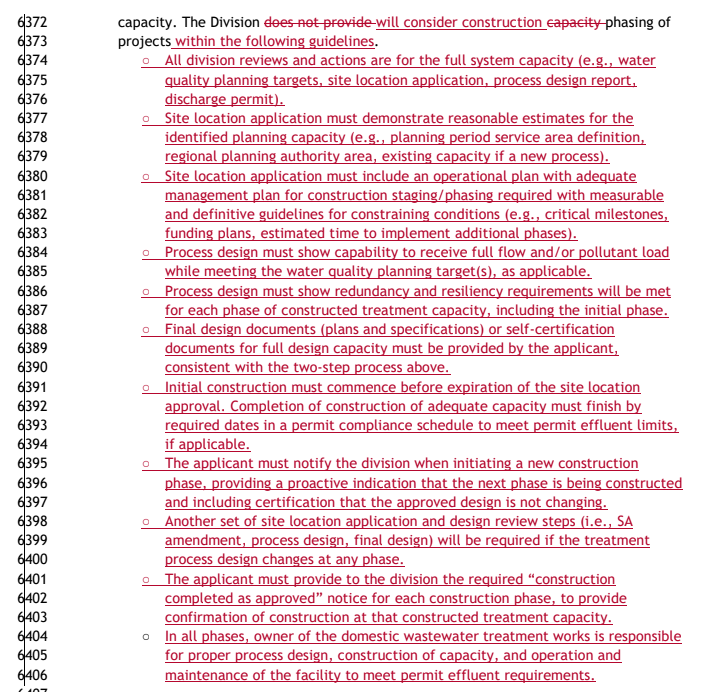 6372 capacity. The Division does not provide will consider construction capacity phasing of
6373 projects within the following guidelines.
6374 ○ All division reviews and actions are for the full system capacity (e.g., water
6375 quality planning targets, site location application, process design report,
6376 discharge permit).
6377 ○ Site location application must demonstrate reasonable estimates for the
6378 identified planning capacity (e.g., planning period service area definition,
6379 regional planning authority area, existing capacity if a new process).
6380 ○ Site location application must include an operational plan with adequate
6381 management plan for construction staging/phasing required with measurable
6382 and definitive guidelines for constraining conditions (e.g., critical milestones,
6383 funding plans, estimated time to implement additional phases).
6384 ○ Process design must show capability to receive full flow and/or pollutant load
6385 while meeting the water quality planning target(s), as applicable.
6386 ○ Process design must show redundancy and resiliency requirements will be met
6387 for each phase of constructed treatment capacity, including the initial phase.
6388 ○ Final design documents (plans and specifications) or self-certification
6389 documents for full design capacity must be provided by the applicant,
6390 consistent with the two-step process above.
6391 ○ Initial construction must commence before expiration of the site location
6392 approval. Completion of construction of adequate capacity must finish by
6393 required dates in a permit compliance schedule to meet permit effluent limits,
6394 if applicable.
6395 ○ The applicant must notify the division when initiating a new construction
6396 phase, providing a proactive indication that the next phase is being constructed
6397 and including certification that the approved design is not changing.
6398 ○ Another set of site location application and design review steps (i.e., SA
6399 amendment, process design, final design) will be required if the treatment
6400 process design changes at any phase.
6401 ○ The applicant must provide to the division the required “construction
6402 completed as approved” notice for each construction phase, to provide
6403 confirmation of construction at that constructed treatment capacity.
6404 ○ In all phases, owner of the domestic wastewater treatment works is responsible
6405 for proper process design, construction of capacity, and operation and
6406 maintenance of the facility to meet permit effluent requirements.